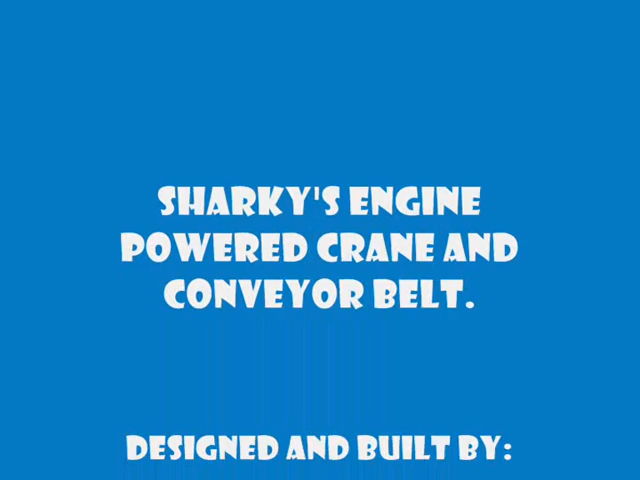 SHARKY'S ENGINE
POWERED CRANE AND
CONVEYOR BELT.
DESIGNED AND BUILT BY: